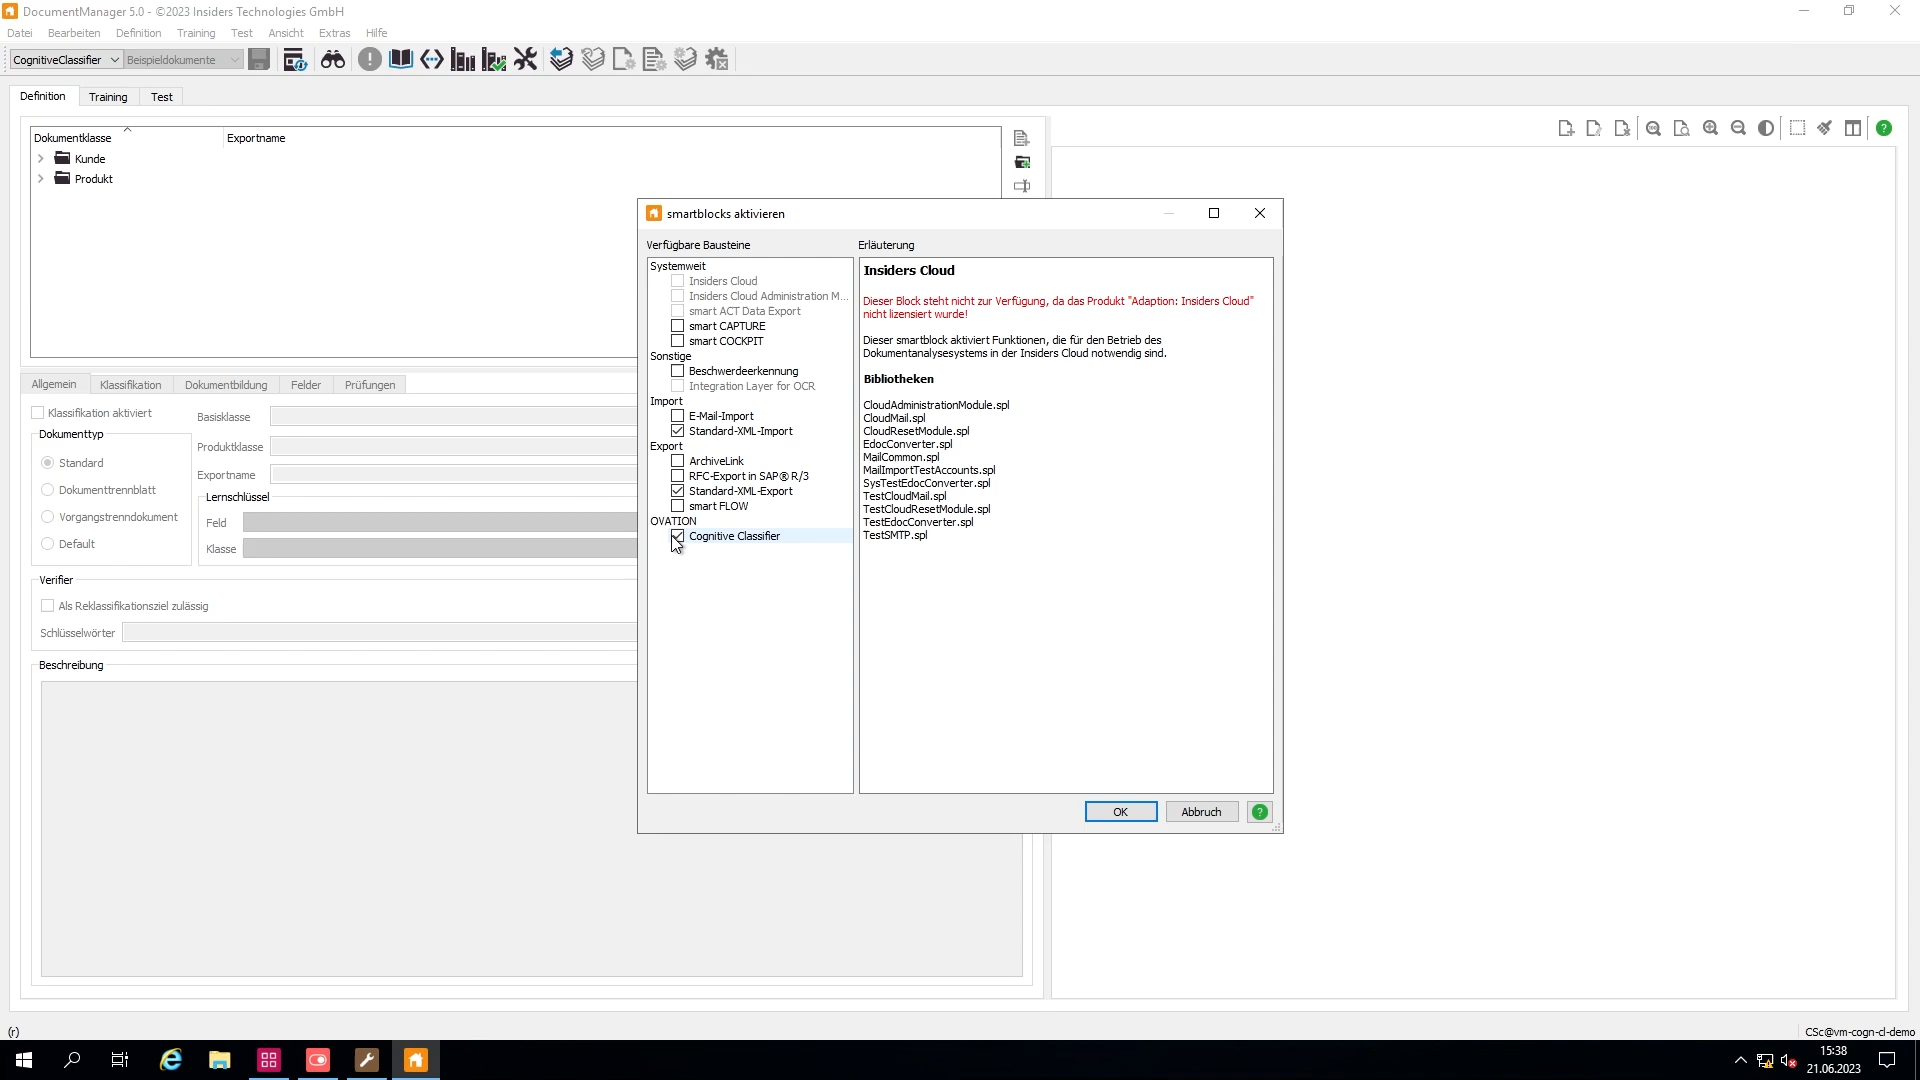 DocumentManager 5.0 - ©2023 Insiders Technologies GmbH
Datei Bearbeiten Definition Training Test Ansicht Extras Hilfe
CognitiveClassifier Beispieldokumente
Definition Training Test
Dokumentklasse Exportname
Kunde
Produkt
Allgemein Klassifikation Dokumentbildung Felder Prüfungen
Klassifikation aktiviert
Dokumenttyp
Standard
Dokumenttrennblatt
Vorgangstrenndokument
Default
Basisklasse
Produktklasse
Exportname
Lernschlüssel
Feld
Klasse
Verifier
Als Reklassifikationsziel zulässig
Schlüsselwörter
Beschreibung
smartblocks aktivieren
Verfügbare Bausteine
Systemweit
Insiders Cloud
Insiders Cloud Administration M...
smart ACT Data Export
smart CAPTURE
smart COCKPIT
Sonstige
Beschwerdeerkennung
Integration Layer for OCR
Import
E-Mail-Import
Standard-XML-Import
Export
ArchiveLink
RFC-Export in SAP® R/3
Standard-XML-Export
smart FLOW
OVATION
Cognitive Classifier
Erläuterung
Insiders Cloud
Dieser Block steht nicht zur Verfügung, da das Produkt "Adaption: Insiders Cloud"
nicht lizensiert wurde!
Dieser smartblock aktiviert Funktionen, die für den Betrieb des
Dokumentanalysesystems in der Insiders Cloud notwendig sind.
Bibliotheken
CloudAdministrationModule.spl
CloudMail.spl
CloudResetModule.spl
EdocConverter.spl
MailCommon.spl
MailImportTestAccounts.spl
SysTestEdocConverter.spl
TestCloudMail.spl
TestCloudResetModule.spl
TestEdocConverter.spl
TestSMTP.spl
OK Abbruch ?
(r)
CSc@vm-cogn-cl-demo
15:38
21.06.2023